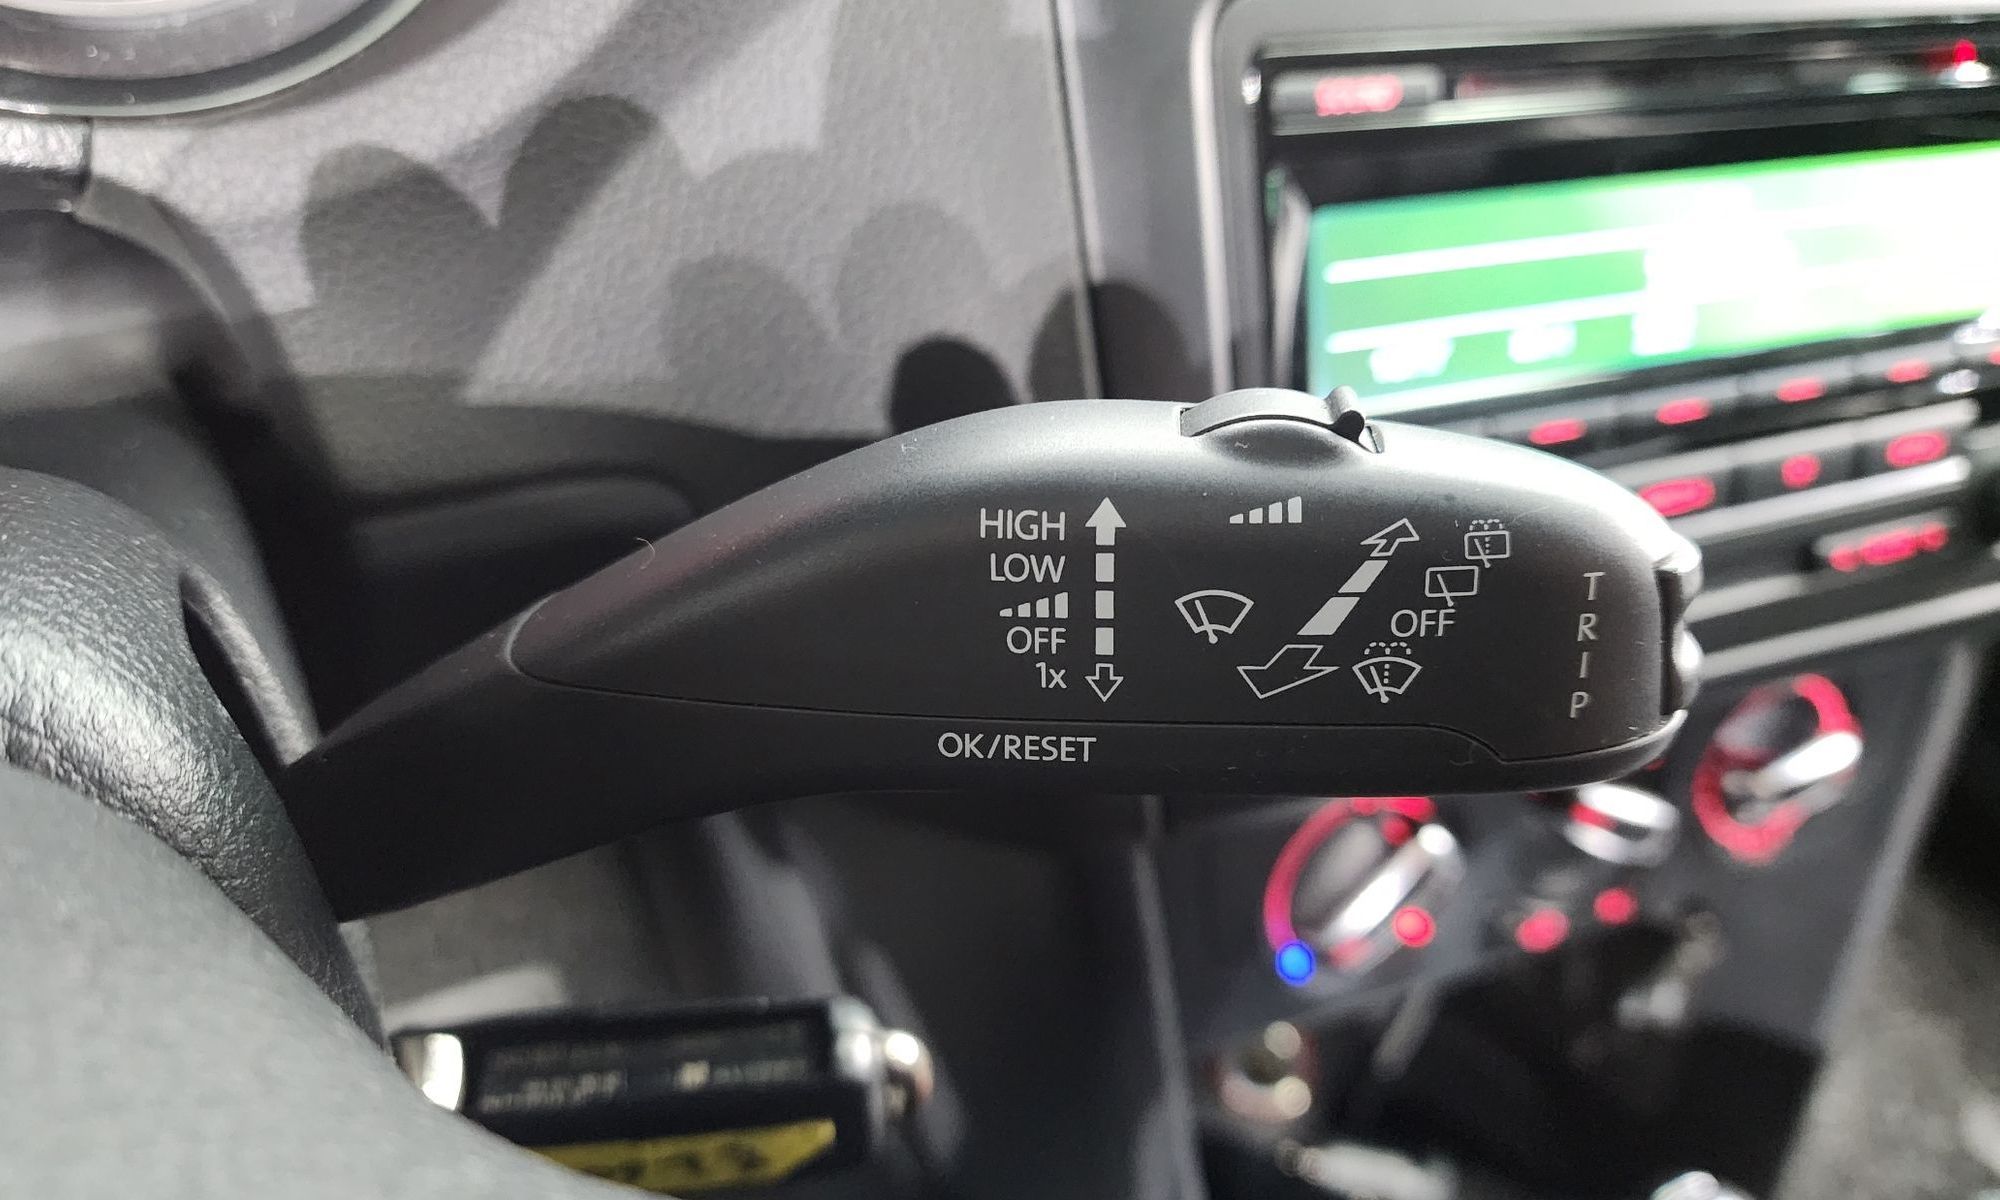 HIGH
LOW
OFF
1x
OFF
TRIP
OK/RESET